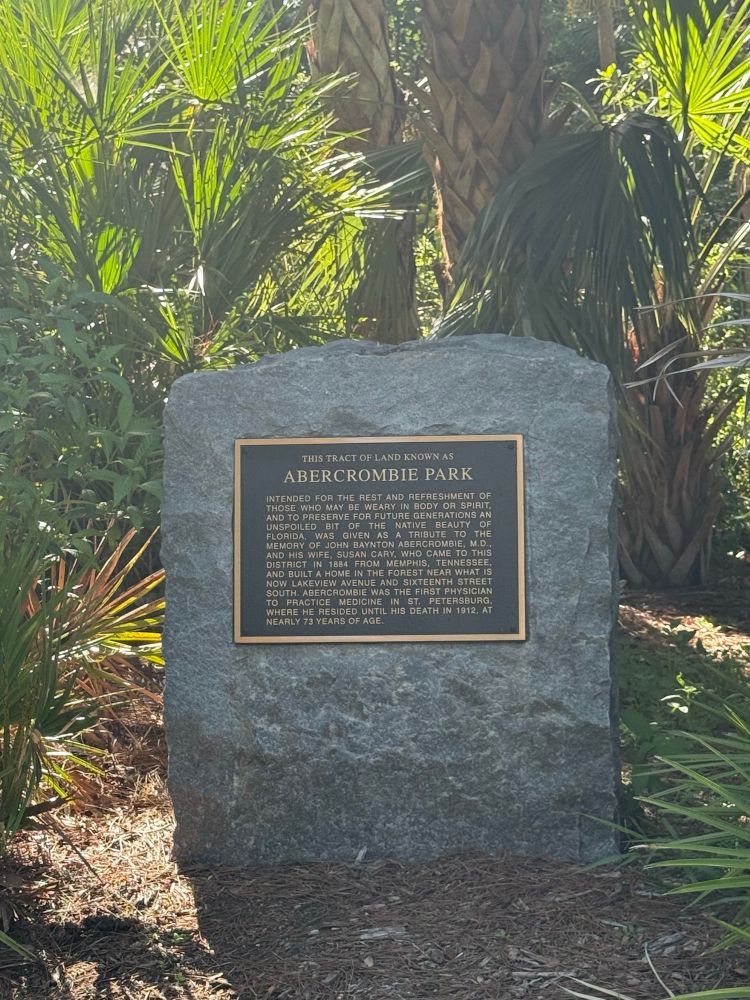 THIS TRACT OF LAND KNOWN AS
ABERCROMBIE PARK
INTENDED FOR THE REST AND REFRESHMENT OF
THOSE WHO MAY BE WEARY IN BODY OR SPIRIT,
AND TO PRESERVE FOR FUTURE GENERATIONS AN
UNSPOILED BIT OF THE NATIVE BEAUTY OF
FLORIDA, WAS GIVEN AS A TRIBUTE TO THE
MEMORY OF JOHN BAYNTON ABERCROMBIE, M.D.,
AND HIS WIFE, SUSAN CARY, WHO CAME TO THIS
DISTRICT IN 1884 FROM MEMPHIS, TENNESSEE,
AND BUILT A HOME IN THE FOREST NEAR WHAT IS
NOW LAKEVIEW AVENUE AND SIXTEENTH STREET
SOUTH. ABERCROMBIE WAS THE FIRST PHYSICIAN
TO PRACTICE MEDICINE IN ST. PETERSBURG,
WHERE HE RESIDED UNTIL HIS DEATH IN 1912, AT
NEARLY 73 YEARS OF AGE.